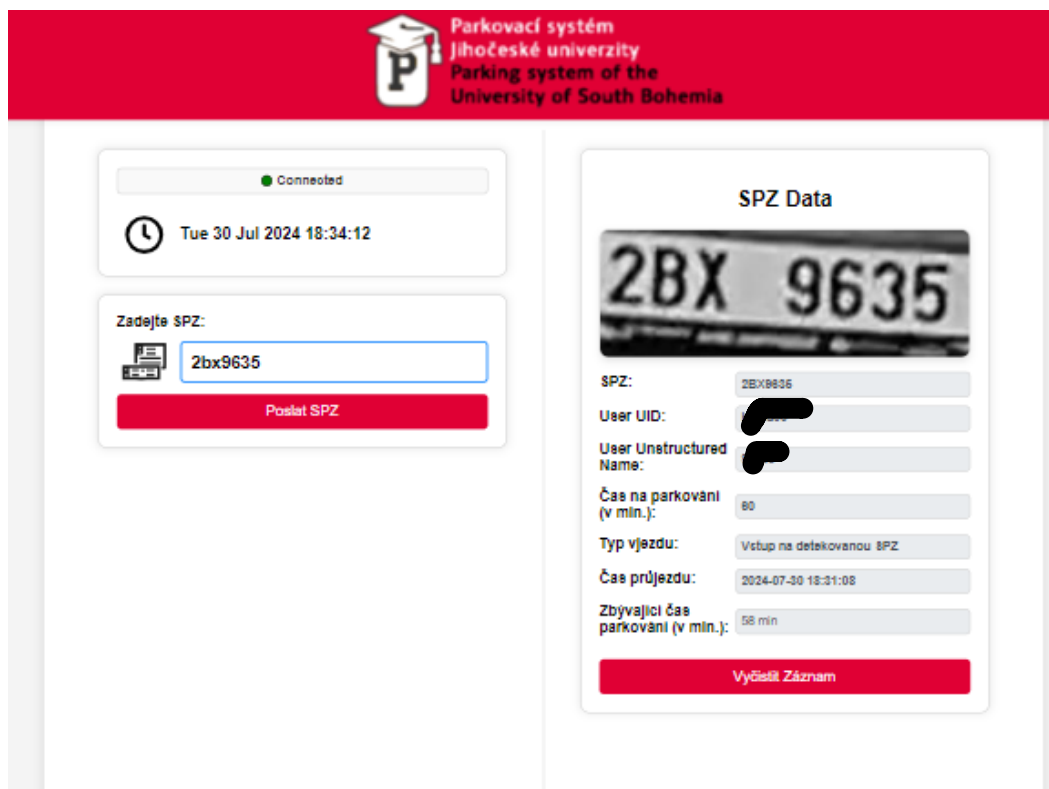 Parkovací systém
Jihočeské univerzity
Parking system of the
University of South Bohemia
P
Connected
Tue 30 Jul 2024 18:34:12
Zadejte SPZ:
2bx9635
Poslat SPZ
SPZ Data
2BX 9635
SPZ:
2BX9635
User UID:
User Unstructured
Name:
Čas na parkování
(v min.):
60
Typ vjezdu:
Vstup na detekovanou SPZ
Čas průjezdu:
2024-07-30 18:31:08
Zbývající čas
parkování (v min.):
58 min
Vyčistit Záznam